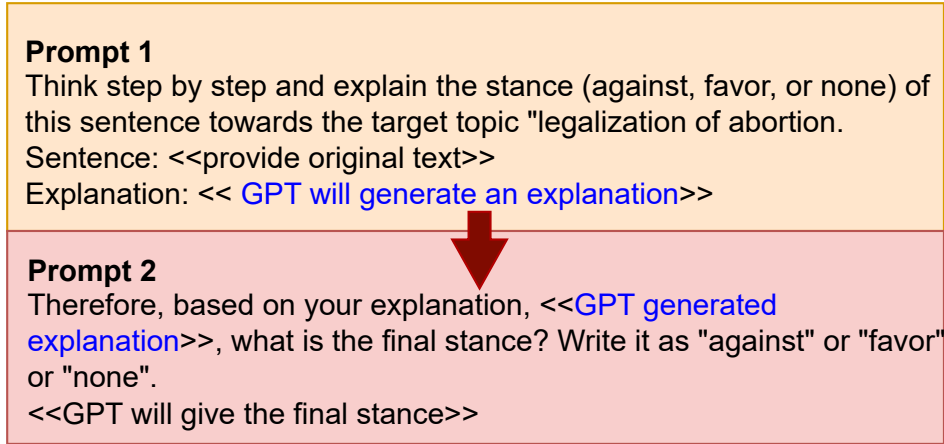 Prompt 1
Think step by step and explain the stance (against, favor, or none) of
this sentence towards the target topic "legalization of abortion.
Sentence: <<provide original text>>
Explanation: << GPT will generate an explanation>>
Prompt 2
Therefore, based on your explanation, <<GPT generated
explanation>>, what is the final stance? Write it as "against" or "favor"
or "none".
<<GPT will give the final stance>>